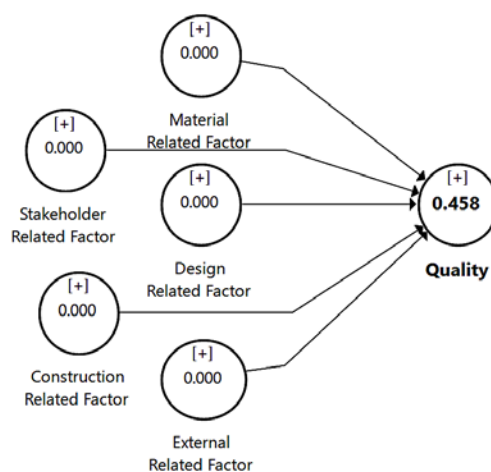 [+]
0.000
Material
Related Factor
[+]
0.000
Stakeholder
Related Factor
[+]
0.000
Design
Related Factor
[+]
0.458
Quality
[+]
0.000
Construction
Related Factor
[+]
0.000
External
Related Factor